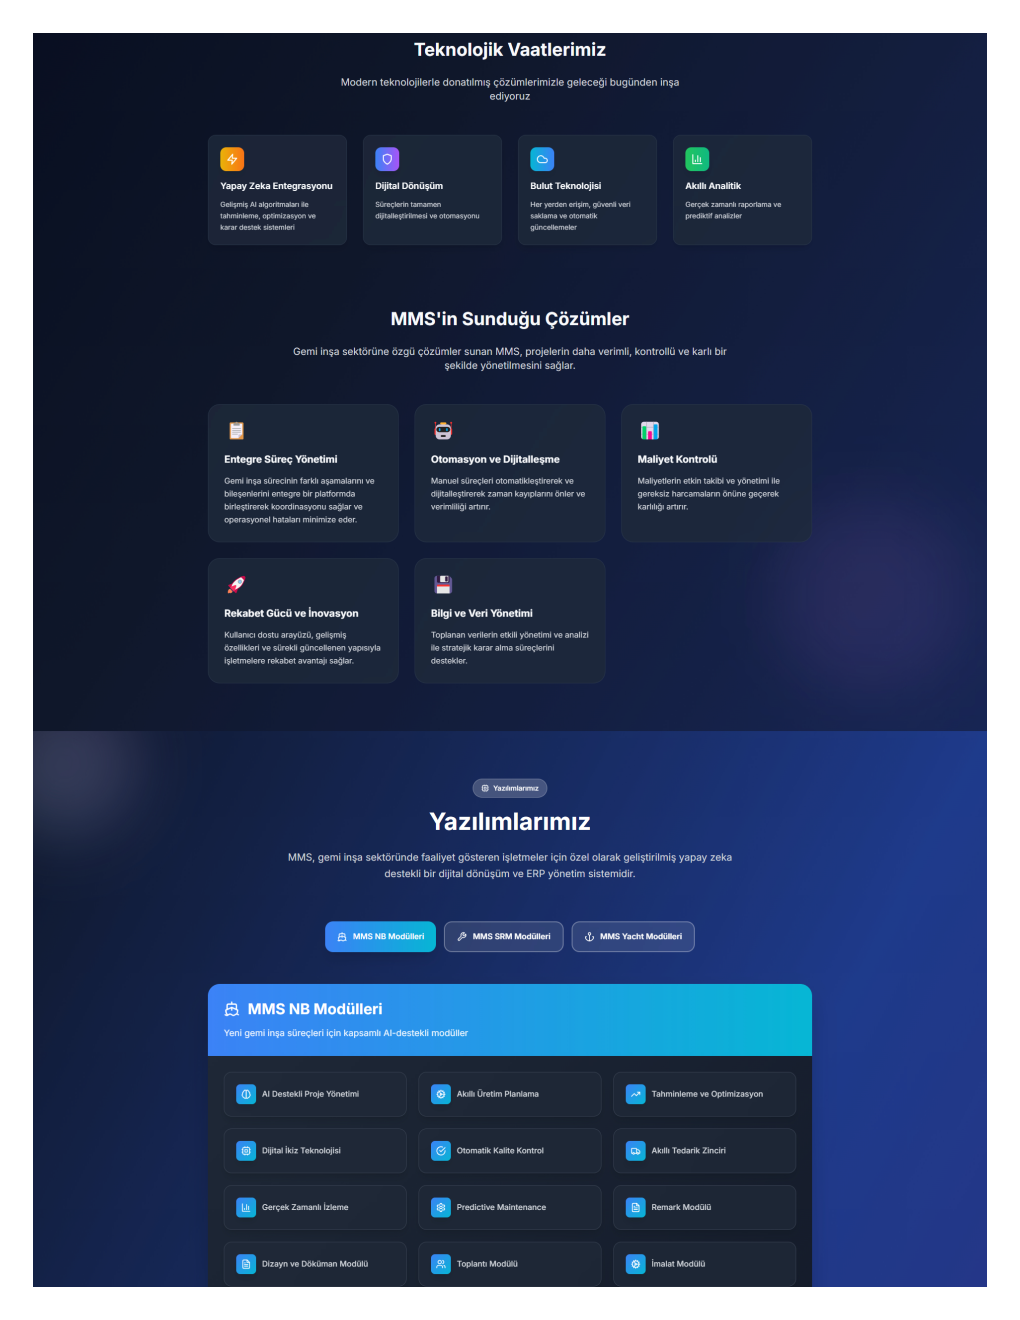 Teknolojik Vaatlerimiz
Modern teknolojilerle donatılmış çözümlerimizle geleceği bugünden inşa
ediyoruz
Yapay Zeka Entegrasyonu
Gelişmiş AI algoritmaları ile
tahminleme, optimizasyon ve
karar destek sistemleri
Dijital Dönüşüm
Süreçlerin tamamen
dijitalleştirilmesi ve otomasyonu
Bulut Teknolojisi
Her yerden erişim, güvenli veri
saklama ve otomatik
güncellemeler
Akıllı Analitik
Gerçek zamanlı raporlama ve
prediktif analizler
MMS'in Sunduğu Çözümler
Gemi inşa sektörüne özgü çözümler sunan MMS, projelerin daha verimli, kontrollü ve karlı bir
şekilde yönetilmesini sağlar.
Entegre Süreç Yönetimi
Gemi inşa sürecinin farklı aşamalarını ve
bileşenlerini entegre bir platformda
birleştirerek koordinasyonu sağlar ve
operasyonel hataları minimize eder.
Otomasyon ve Dijitalleşme
Manuel süreçleri otomatikleştirerek ve
dijitalleştirerek zaman kayıplarını önler ve
verimliliği artırır.
Maliyet Kontrolü
Maliyetlerin etkin takibi ve yönetimi ile
gereksiz harcamaların önüne geçerek
karlılığı artırır.
Rekabet Gücü ve İnovasyon
Kullanıcı dostu arayüzü, gelişmiş
özellikleri ve sürekli güncellenen yapısıyla
işletmelere rekabet avantajı sağlar.
Bilgi ve Veri Yönetimi
Toplanan verilerin etkili yönetimi ve analizi
ile stratejik karar alma süreçlerini
destekler.
Yazılımlarımız
Yazılımlarımız
MMS, gemi inşa sektöründe faaliyet gösteren işletmeler için özel olarak geliştirilmiş yapay zeka
destekli bir dijital dönüşüm ve ERP yönetim sistemidir.
MMS NB Modülleri
MMS SRM Modülleri
MMS Yacht Modülleri
MMS NB Modülleri
Yeni gemi inşa süreçleri için kapsamlı AI-destekli modüller
AI Destekli Proje Yönetimi
Akıllı Üretim Planlama
Tahminleme ve Optimizasyon
Dijital İkiz Teknolojisi
Otomatik Kalite Kontrol
Akıllı Tedarik Zinciri
Gerçek Zamanlı İzleme
Predictive Maintenance
Remark Modülü
Dizayn ve Döküman Modülü
Toplantı Modülü
İmalat Modülü